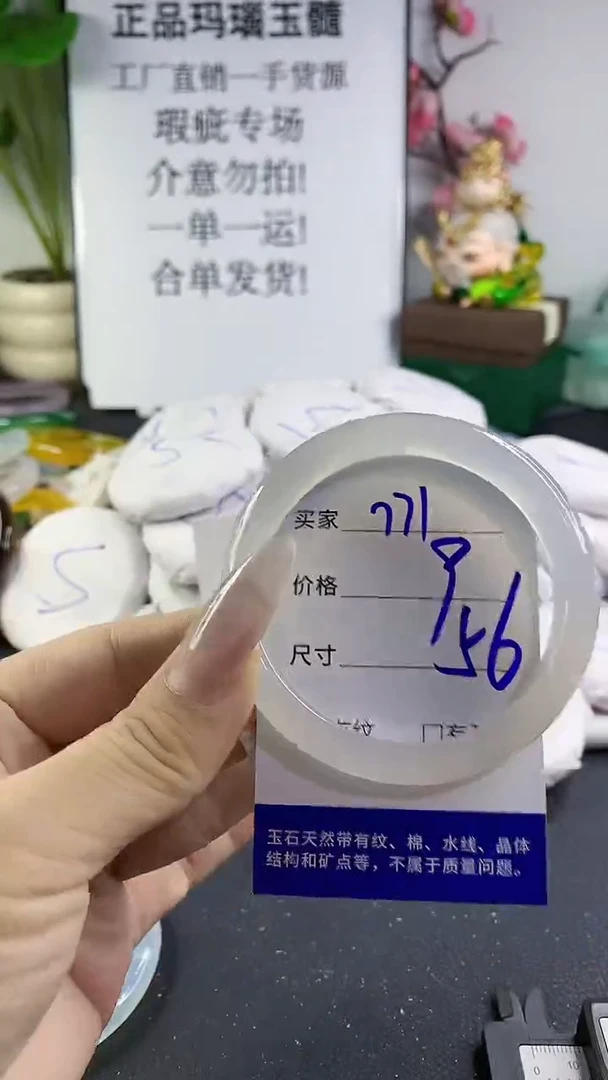 正品玛瑙玉髓
工厂直销一手货源
瑕疵专场
介意勿拍!
一单一运!
合单发货!
买家 771
价格 9
尺寸 56
玉石天然带有纹、棉、水线、晶体
结构和矿点等，不属于质量问题。
5
0 10